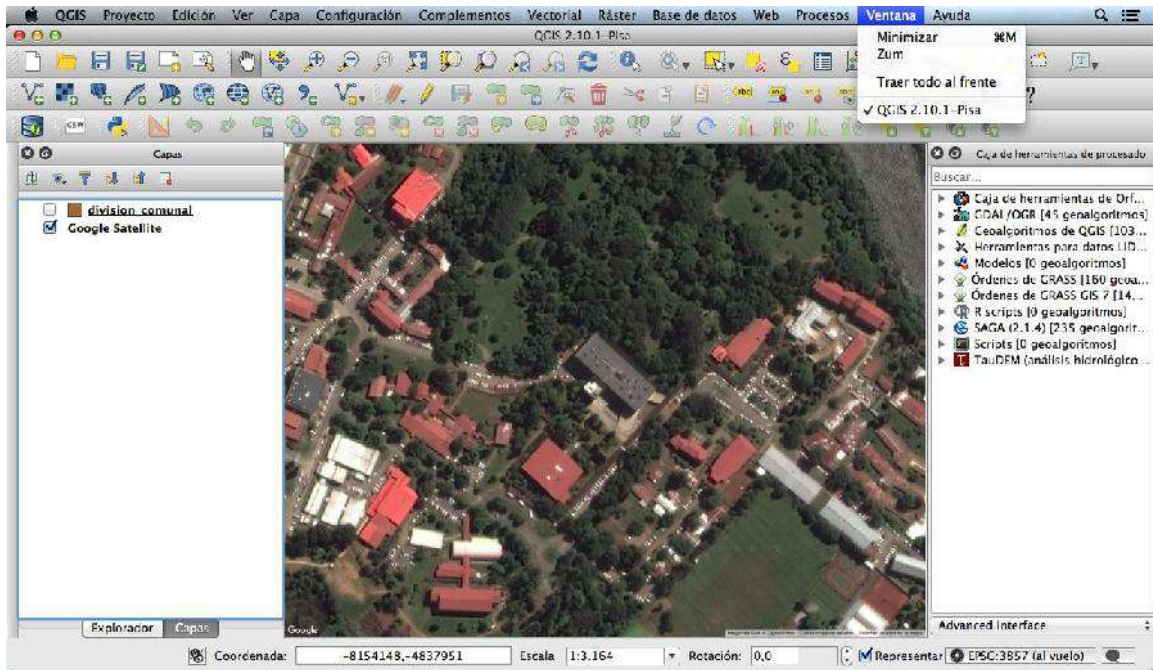 QGIS Proyecto Edición Ver Capa Configuración Complementos Vectorial Ráster Base de datos Web Procesos Ventana Ayuda
QGIS 2.10.1-Pisa
Minimizar ⌘M
Zum
Traer todo al frente
✓ QGIS 2.10.1-Pisa
Capas
division_comunal
Google Satellite
Explorador Capas
Google
Caja de herramientas de procesado
Buscar...
Caja de herramientas de Orf...
GDAL/OGR [45 geoalgoritmos]
Geoalgoritmos de QGIS [103...
Herramientas para datos LID...
Modelos [0 geoalgoritmos]
Órdenes de GRASS [160 geoa...
Órdenes de GRASS GIS 7 [14...
R scripts [0 geoalgoritmos]
SAGA (2.1.4) [235 geoalgorit...
Scripts [0 geoalgoritmos]
TauDEM (análisis hidrológico...
Advanced Interface
Coordenada: -8154148,-4837951 Escala 1:3.164 Rotación: 0,0 Representar EPSG:3857 (al vuelo)